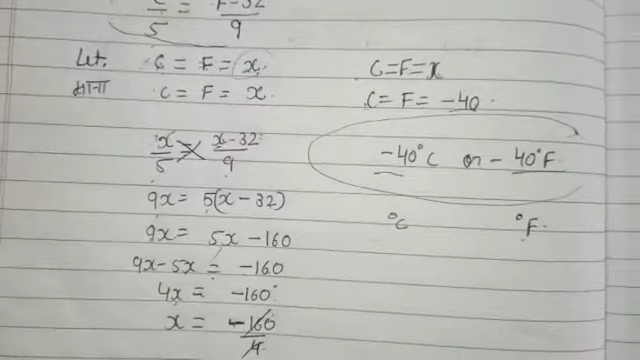 C/5 = F-32/9
Let. C = F = x.
माना C = F = x.
x/5 = x-32/9
9x = 5(x-32)
9x = 5x-160
9x-5x = -160
4x = -160
x = -160/4
C=F=x
C=F= -40.
-40°C or -40°F
°C °F.